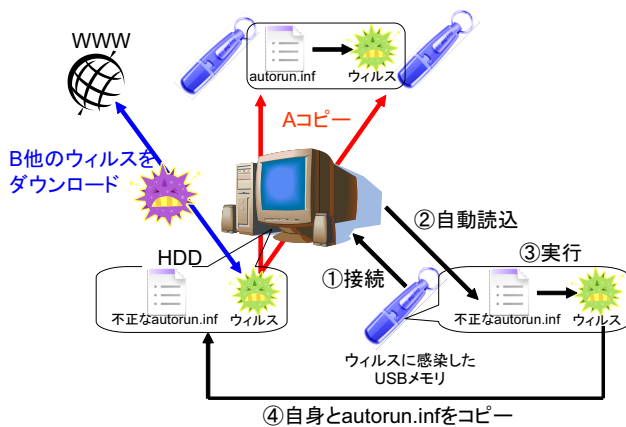 WWW
autorun.inf
ウィルス
Aコピー
B他のウィルスを
ダウンロード
②自動読込
HDD
③実行
①接続
不正なautorun.inf
ウィルス
不正なautorun.inf
ウィルス
ウィルスに感染した
USBメモリ
④自身とautorun.infをコピー